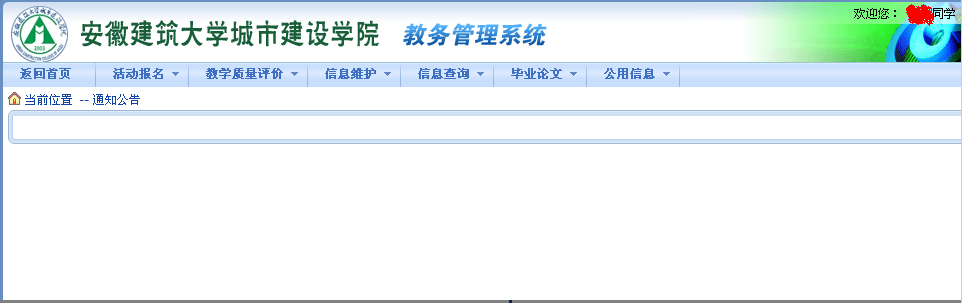 安徽建筑大学城市建设学院 教务管理系统
欢迎您： 同学
返回首页 活动报名 教学质量评价 信息维护 信息查询 毕业论文 公用信息
当前位置 -- 通知公告
2003